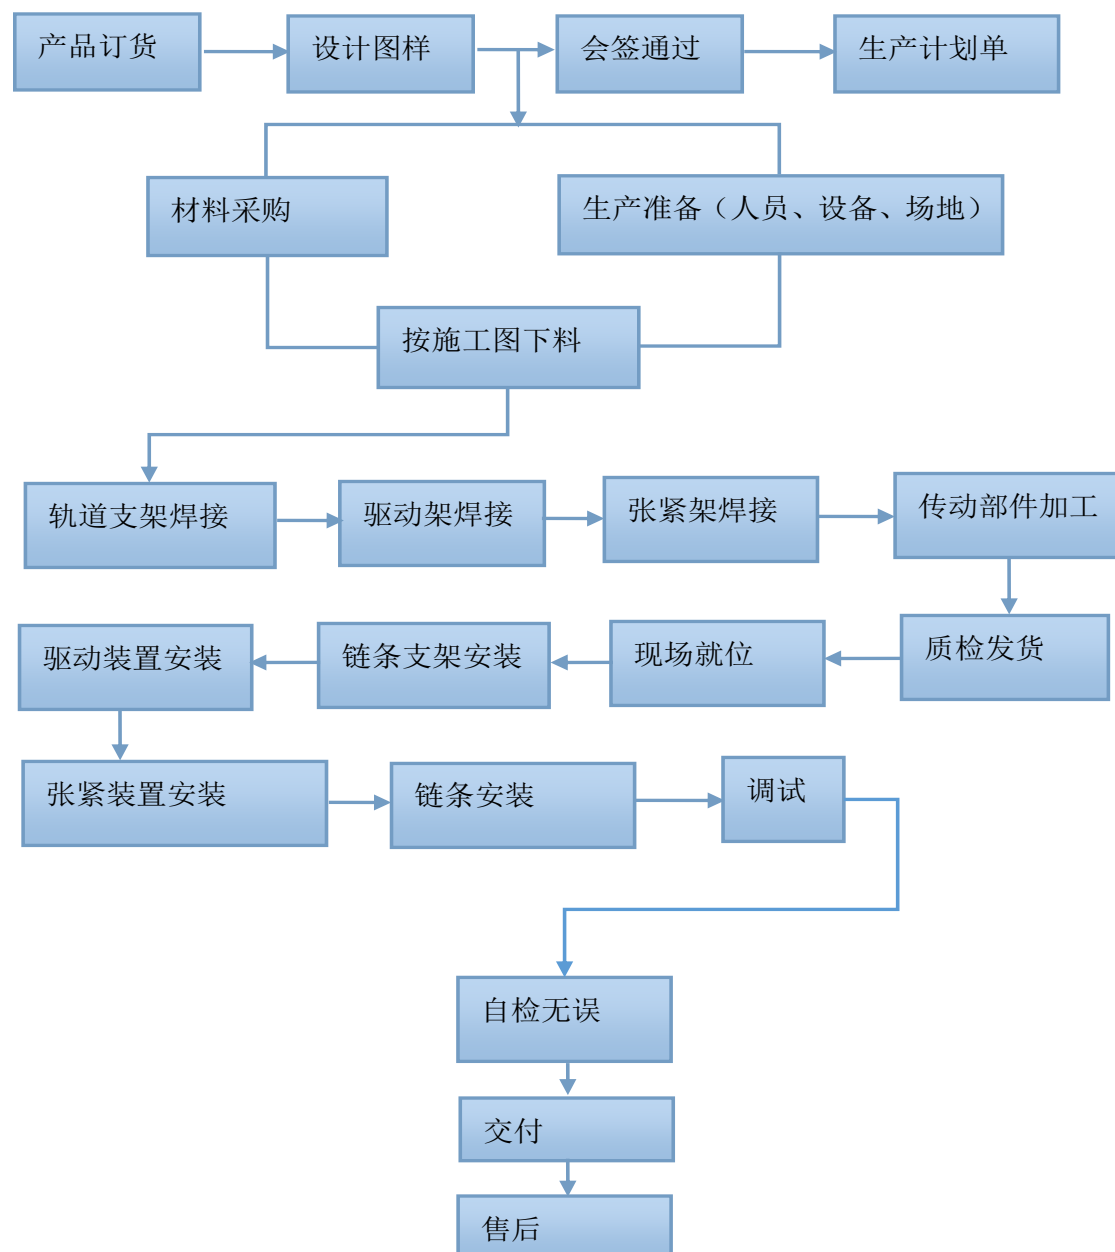 产品订货
设计图样
会签通过
生产计划单
材料采购
生产准备（人员、设备、场地）
按施工图下料
轨道支架焊接
驱动架焊接
张紧架焊接
传动部件加工
质检发货
现场就位
链条支架安装
驱动装置安装
张紧装置安装
链条安装
调试
自检无误
交付
售后